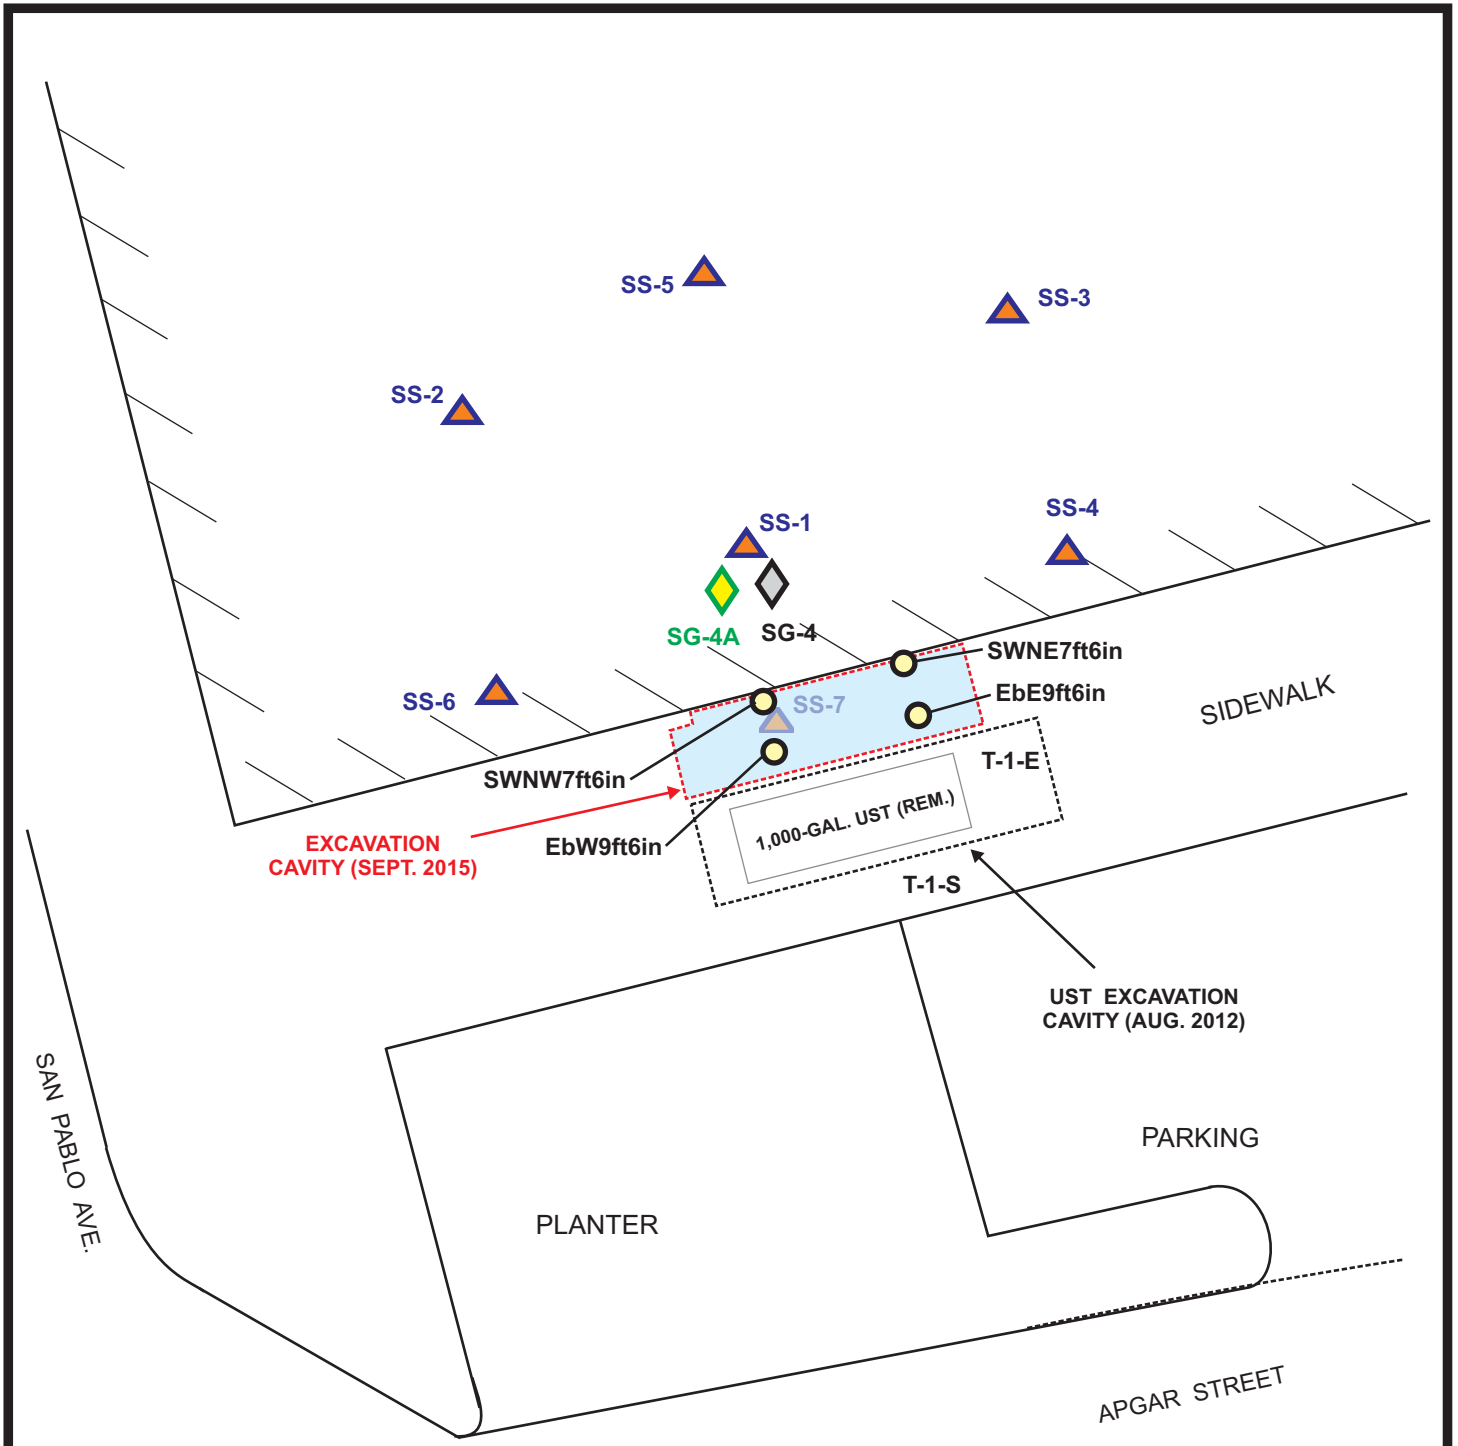 SS-5
SS-3
SS-2
SS-4
SS-1
SG-4A
SG-4
SWNE7ft6in
EbE9ft6in
SS-6
SS-7
SIDEWALK
SWNW7ft6in
T-1-E
1,000-GAL. UST (REM.)
EXCAVATION
CAVITY (SEPT. 2015)
EbW9ft6in
T-1-S
UST EXCAVATION
CAVITY (AUG. 2012)
SAN PABLO AVE.
PARKING
PLANTER
APGAR STREET